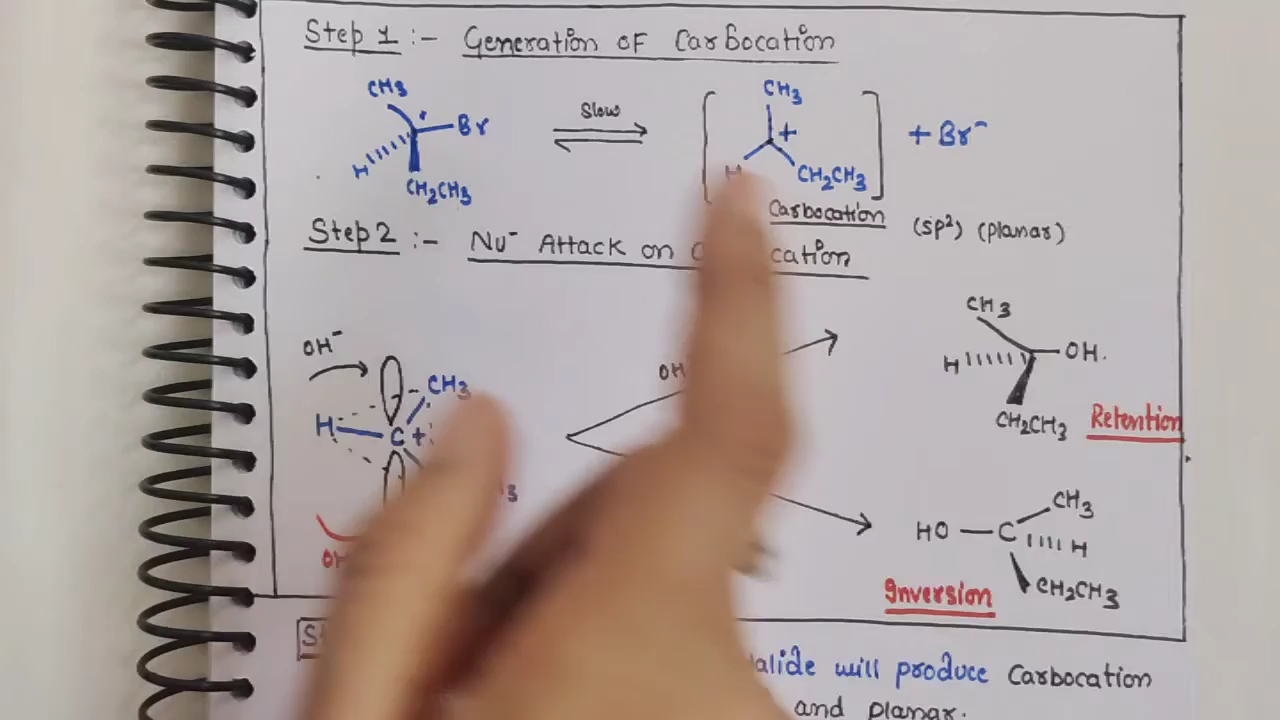 Step 1 :- Generation of Carbocation
CH3
Br
H
CH2CH3
Slow
CH3
+
H
CH2CH3
+ Br-
Carbocation (sp²) (planar)
Step 2 :- Nu- Attack on
OH-
CH3
H C +
OH
CH3
H OH.
CH2CH3 Retention
HO C CH3
H
CH2CH3
Inversion
will produce Carbocation
and planar.